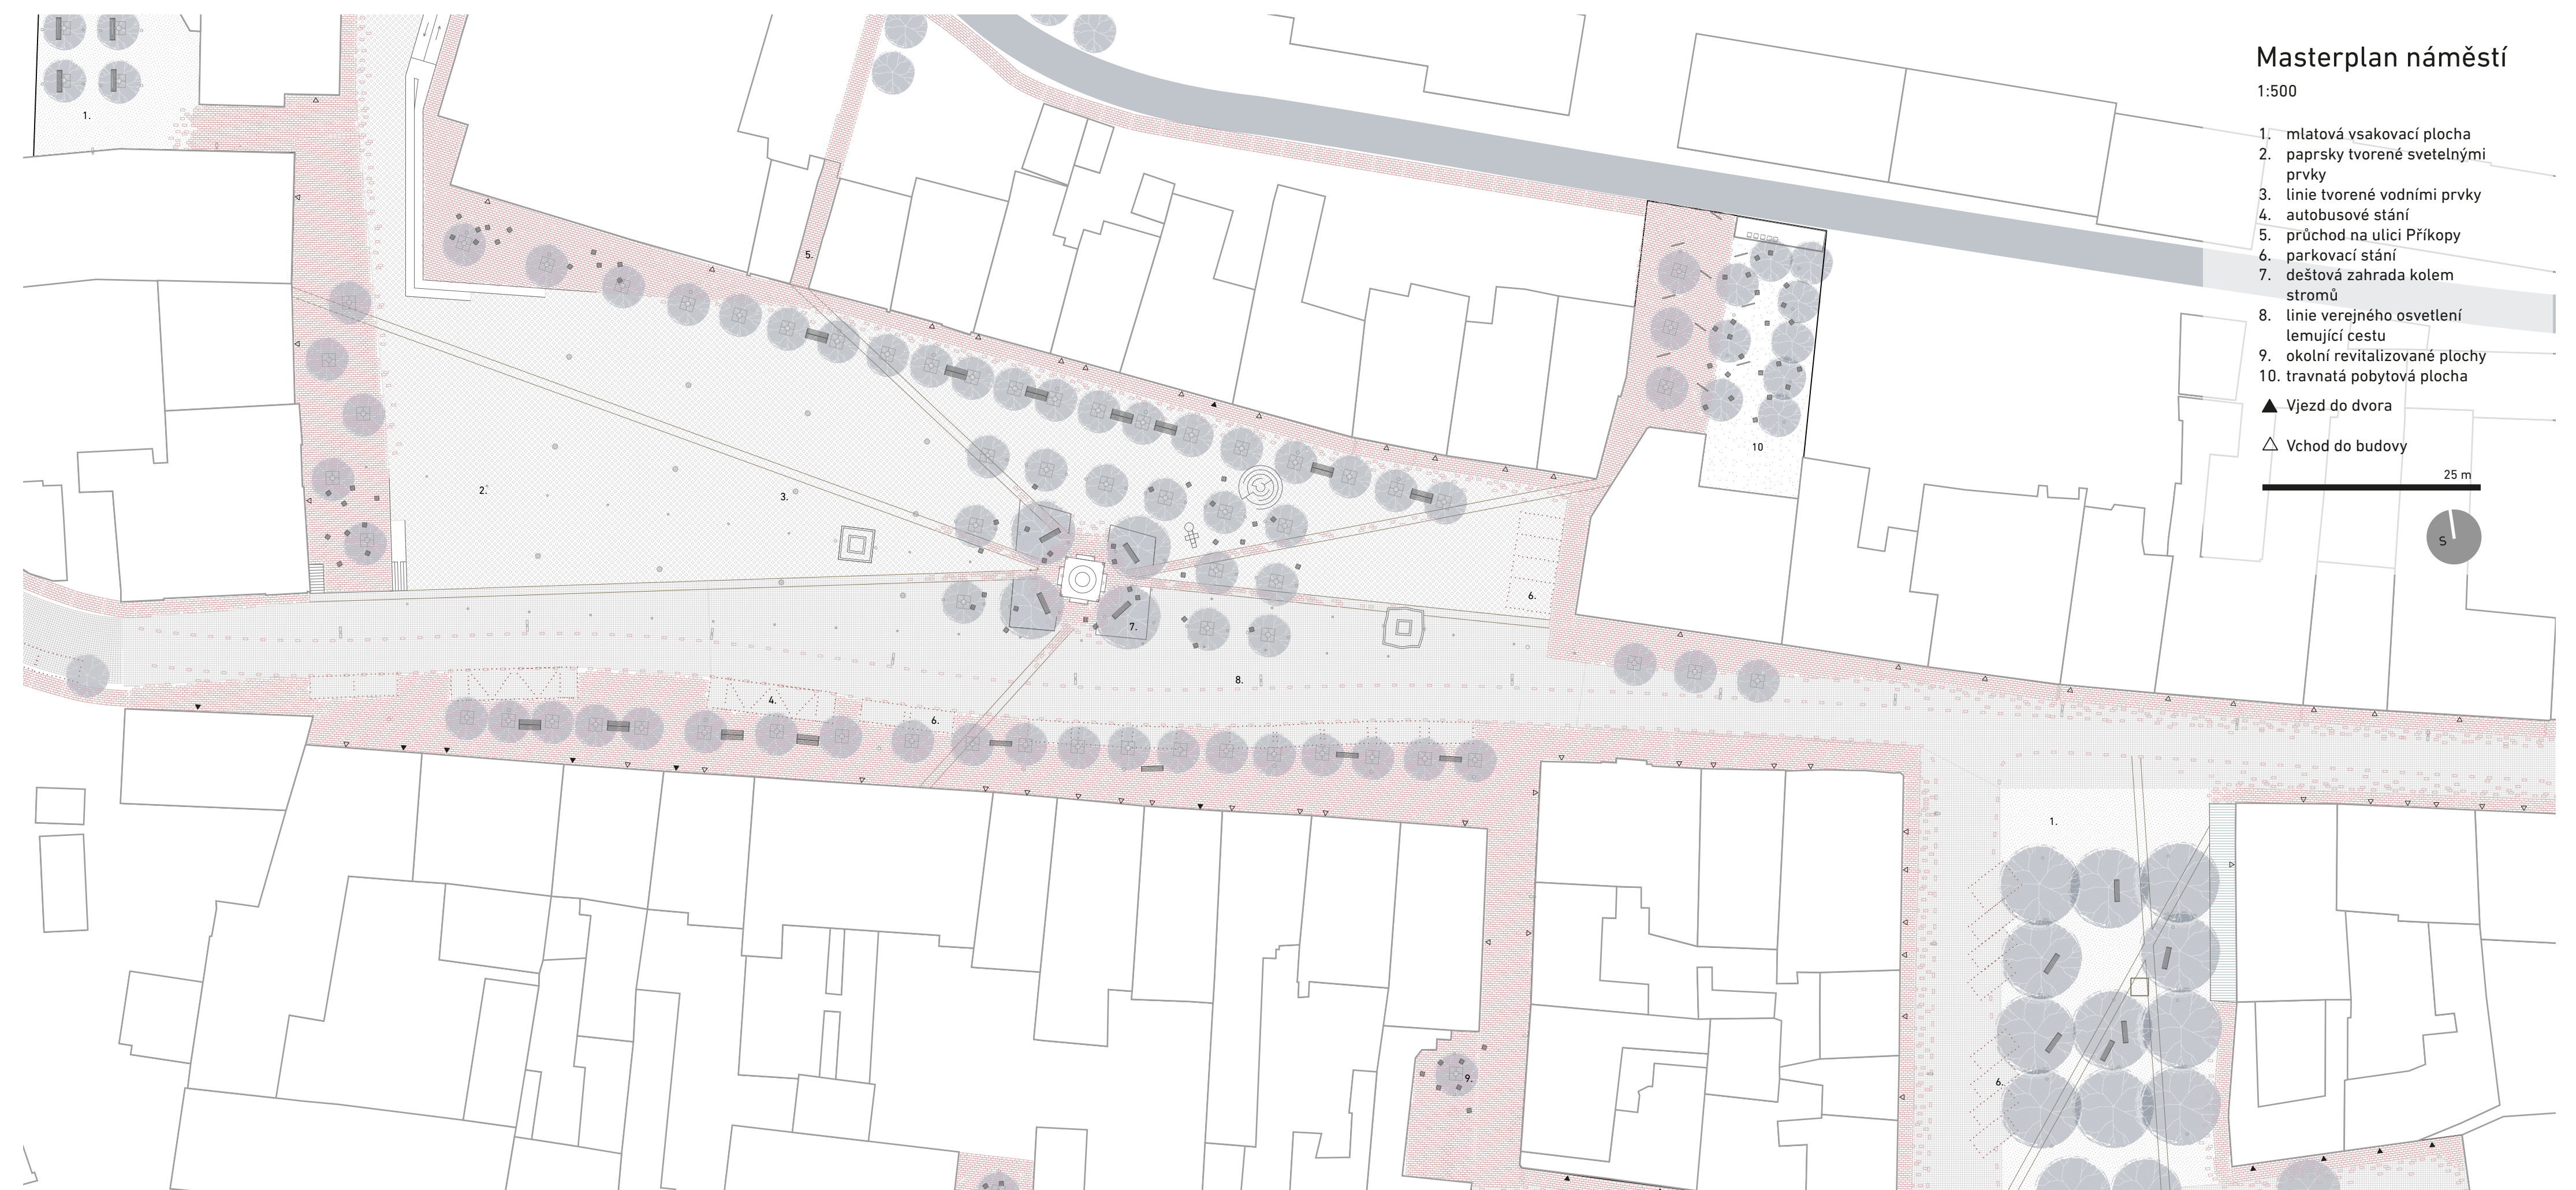 Masterplan náměstí
1:500
1. mlatová vsakovací plocha
2. paprsky tvorené svetelnými
prvky
3. linie tvorené vodními prvky
4. autobusové stání
5. průchod na ulici Příkopy
6. parkovací stání
7. deštová zahrada kolem
stromů
8. linie verejného osvetlení
lemující cestu
9. okolní revitalizované plochy
10. travnatá pobytová plocha
Vjezd do dvora
Vchod do budovy
25 m
S
1.
5.
10
2.
3.
6.
7.
8.
4.
6.
1.
9.
6.